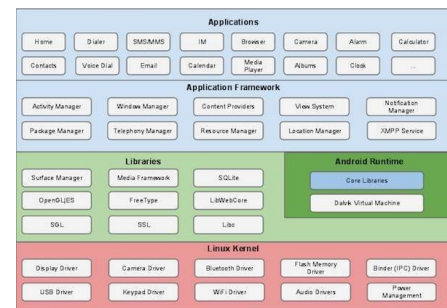 Applications
Home Dialer SMS/MMS IM Browser Camera Alarm Calculator
Contacts Voice Dial Email Calendar Media Player Albums Clock ...
Application Framework
Activity Manager Window Manager Content Providers View System Notification Manager
Package Manager Telephony Manager Resource Manager Location Manager XMPP Service
Libraries
Surface Manager Media Framework SQLite
OpenGL|ES FreeType LibWebCore
SGL SSL Libc
Android Runtime
Core Libraries
Dalvik Virtual Machine
Linux Kernel
Display Driver Camera Driver Bluetooth Driver Flash Memory Driver Binder (IPC) Driver
USB Driver Keypad Driver WiFi Driver Audio Drivers Power Management